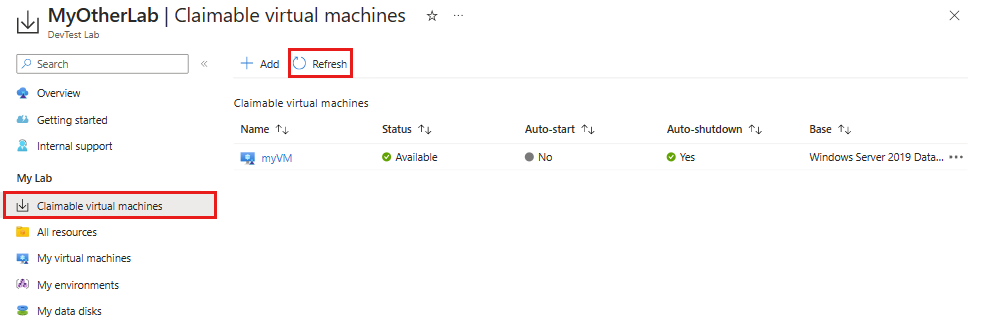 MyOtherLab | Claimable virtual machines
DevTest Lab
Search
Overview
Getting started
Internal support
My Lab
Claimable virtual machines
All resources
My virtual machines
My environments
My data disks
Add Refresh
Claimable virtual machines
Name Status Auto-start Auto-shutdown Base
myVM Available No Yes Windows Server 2019 Data...